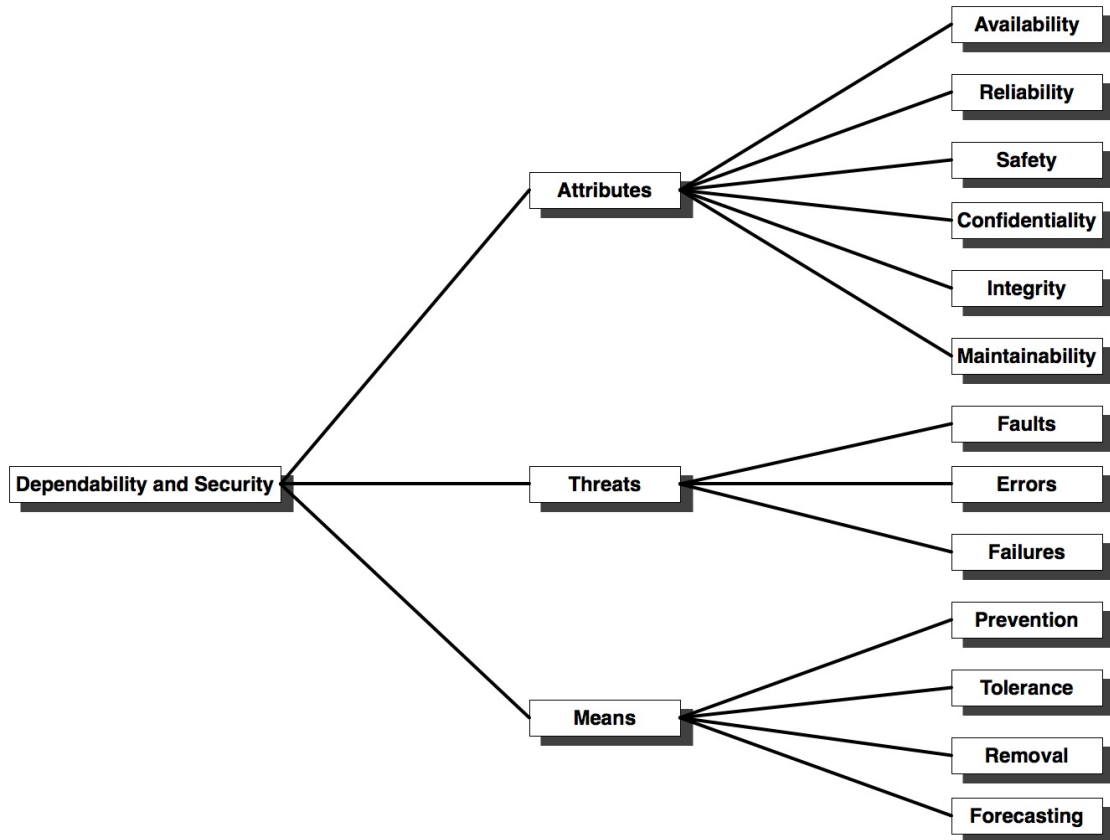 Availability
Reliability
Safety
Attributes
Confidentiality
Integrity
Maintainability
Faults
Dependability and Security
Threats
Errors
Failures
Prevention
Tolerance
Means
Removal
Forecasting